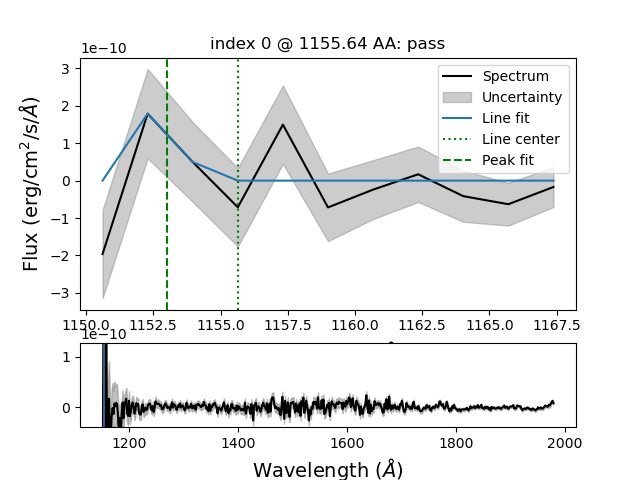 index 0 @ 1155.64 AA: pass
1e−10
Flux (erg/cm²/s/Å)
3
2
1
0
−1
−2
−3
Spectrum
Uncertainty
Line fit
Line center
Peak fit
1150.0 1152.5 1155.0 1157.5 1160.0 1162.5 1165.0 1167.5
1e−10
1
0
1200 1400 1600 1800 2000
Wavelength (Å)